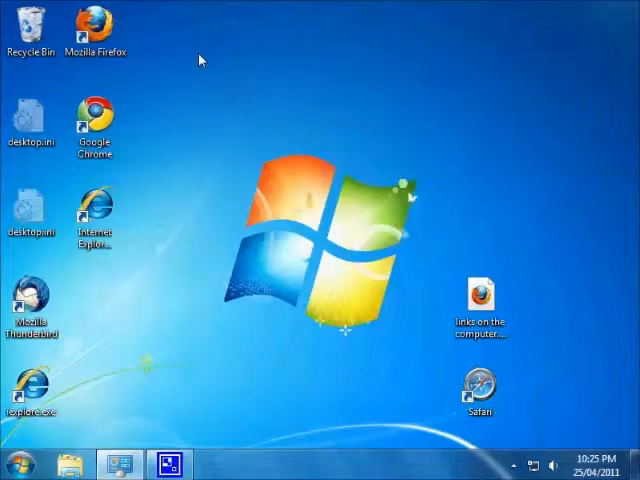 Recycle Bin
Mozilla Firefox
desktop.ini
Google
Chrome
desktop.ini
Internet
Explor...
Mozilla
Thunderbird
links on the
computer....
iexplore.exe
Safari
10:25 PM
25/04/2011